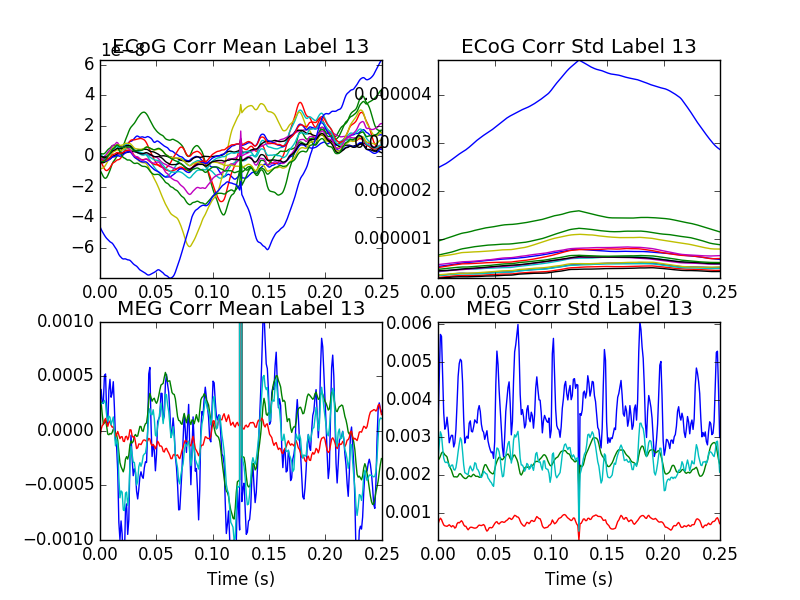 ECoG Corr Mean Label 13
1e−8
6
4
2
0
−2
−4
−6
0.00 0.05 0.10 0.15 0.20 0.25
ECoG Corr Std Label 13
0.000004
0.000003
0.000002
0.000001
0.00 0.05 0.10 0.15 0.20 0.25
MEG Corr Mean Label 13
0.0010
0.0005
0.0000
−0.0005
−0.0010
0.00 0.05 0.10 0.15 0.20 0.25
Time (s)
MEG Corr Std Label 13
0.006
0.005
0.004
0.003
0.002
0.001
0.00 0.05 0.10 0.15 0.20 0.25
Time (s)